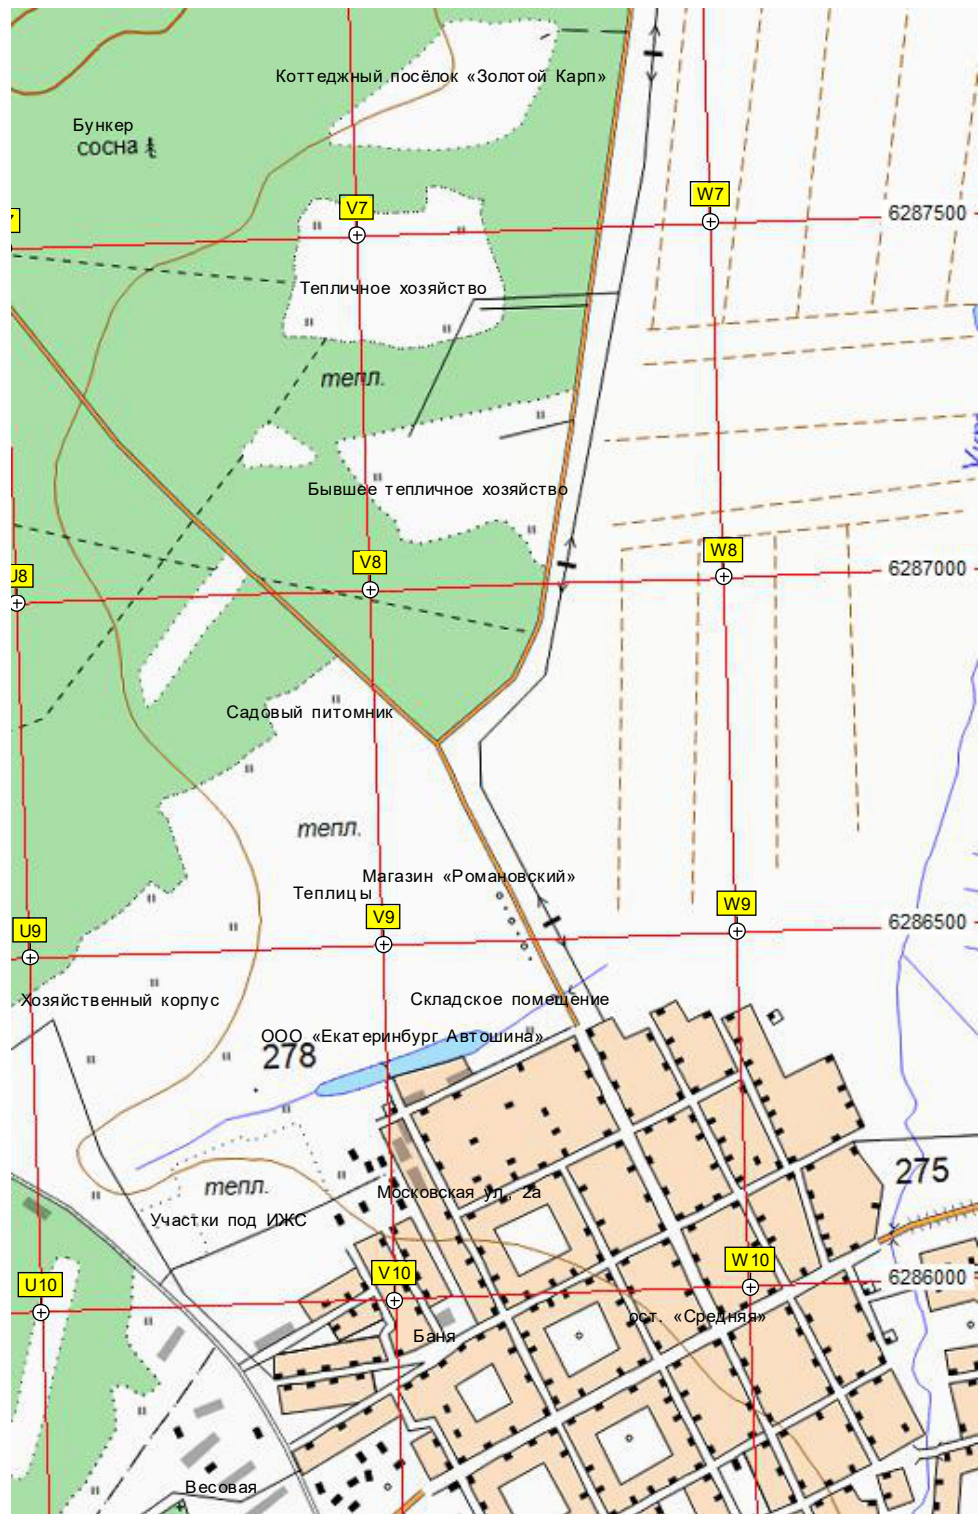 Коттеджный посёлок «Золотой Карп»
Бункер
сосна
W7
V7
6287500
Тепличное хозяйство
тепл.
Бывшее тепличное хозяйство
W8
V8
6287000
U8
Садовый питомник
тепл.
Магазин «Романовский»
Теплицы
W9
V9
6286500
U9
Складское помещение
Хозяйственный корпус
ООО «Екатеринбург Автошина»
278
275
тепл.
Московская ул., 2а
Участки под ИЖС
W10
V10
6286000
U10
ост. «Средняя»
Баня
Весовая